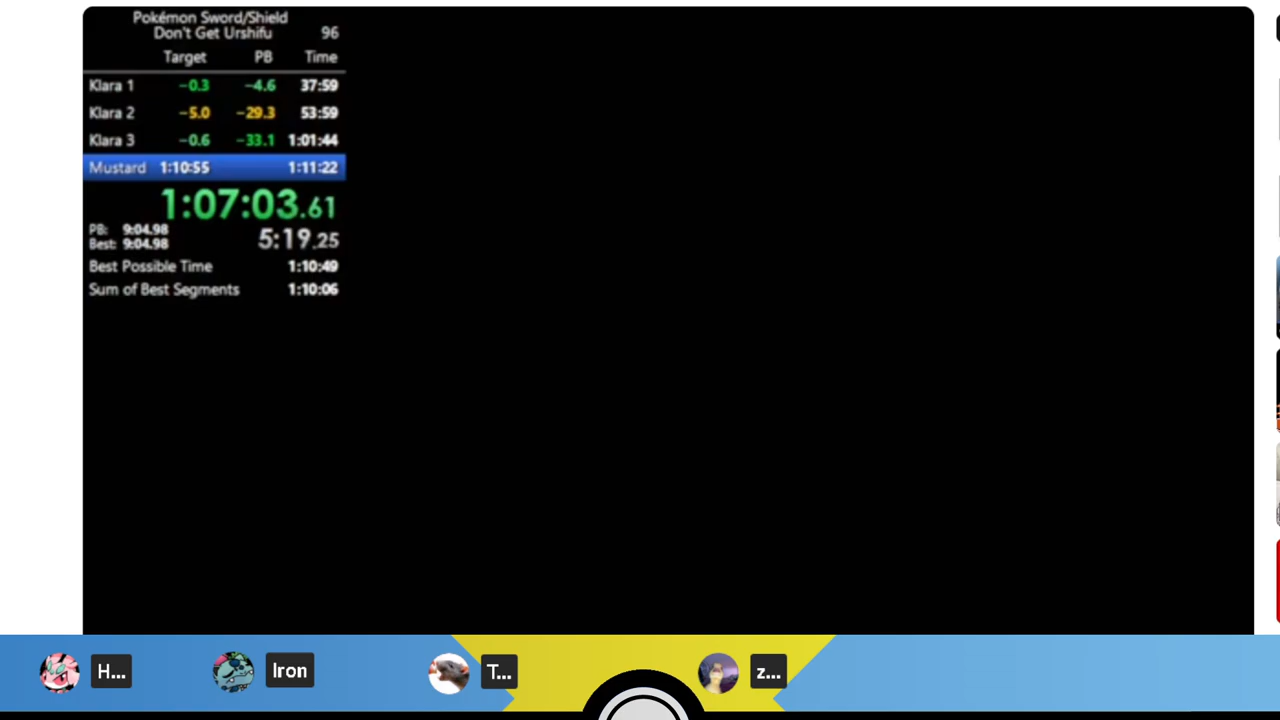 Pokémon Sword/Shield
Don't Get Urshifu 96
Target PB Time
Klara 1 −0.3 −4.6 37:59
Klara 2 −5.0 −29.3 53:59
Klara 3 −0.6 −33.1 1:01:44
Mustard 1:10:55 1:11:22
1:07:03.61
PB: 9:04.98
Best: 9:04.98
5:19.25
Best Possible Time 1:10:49
Sum of Best Segments 1:10:06
H... Iron T... z...